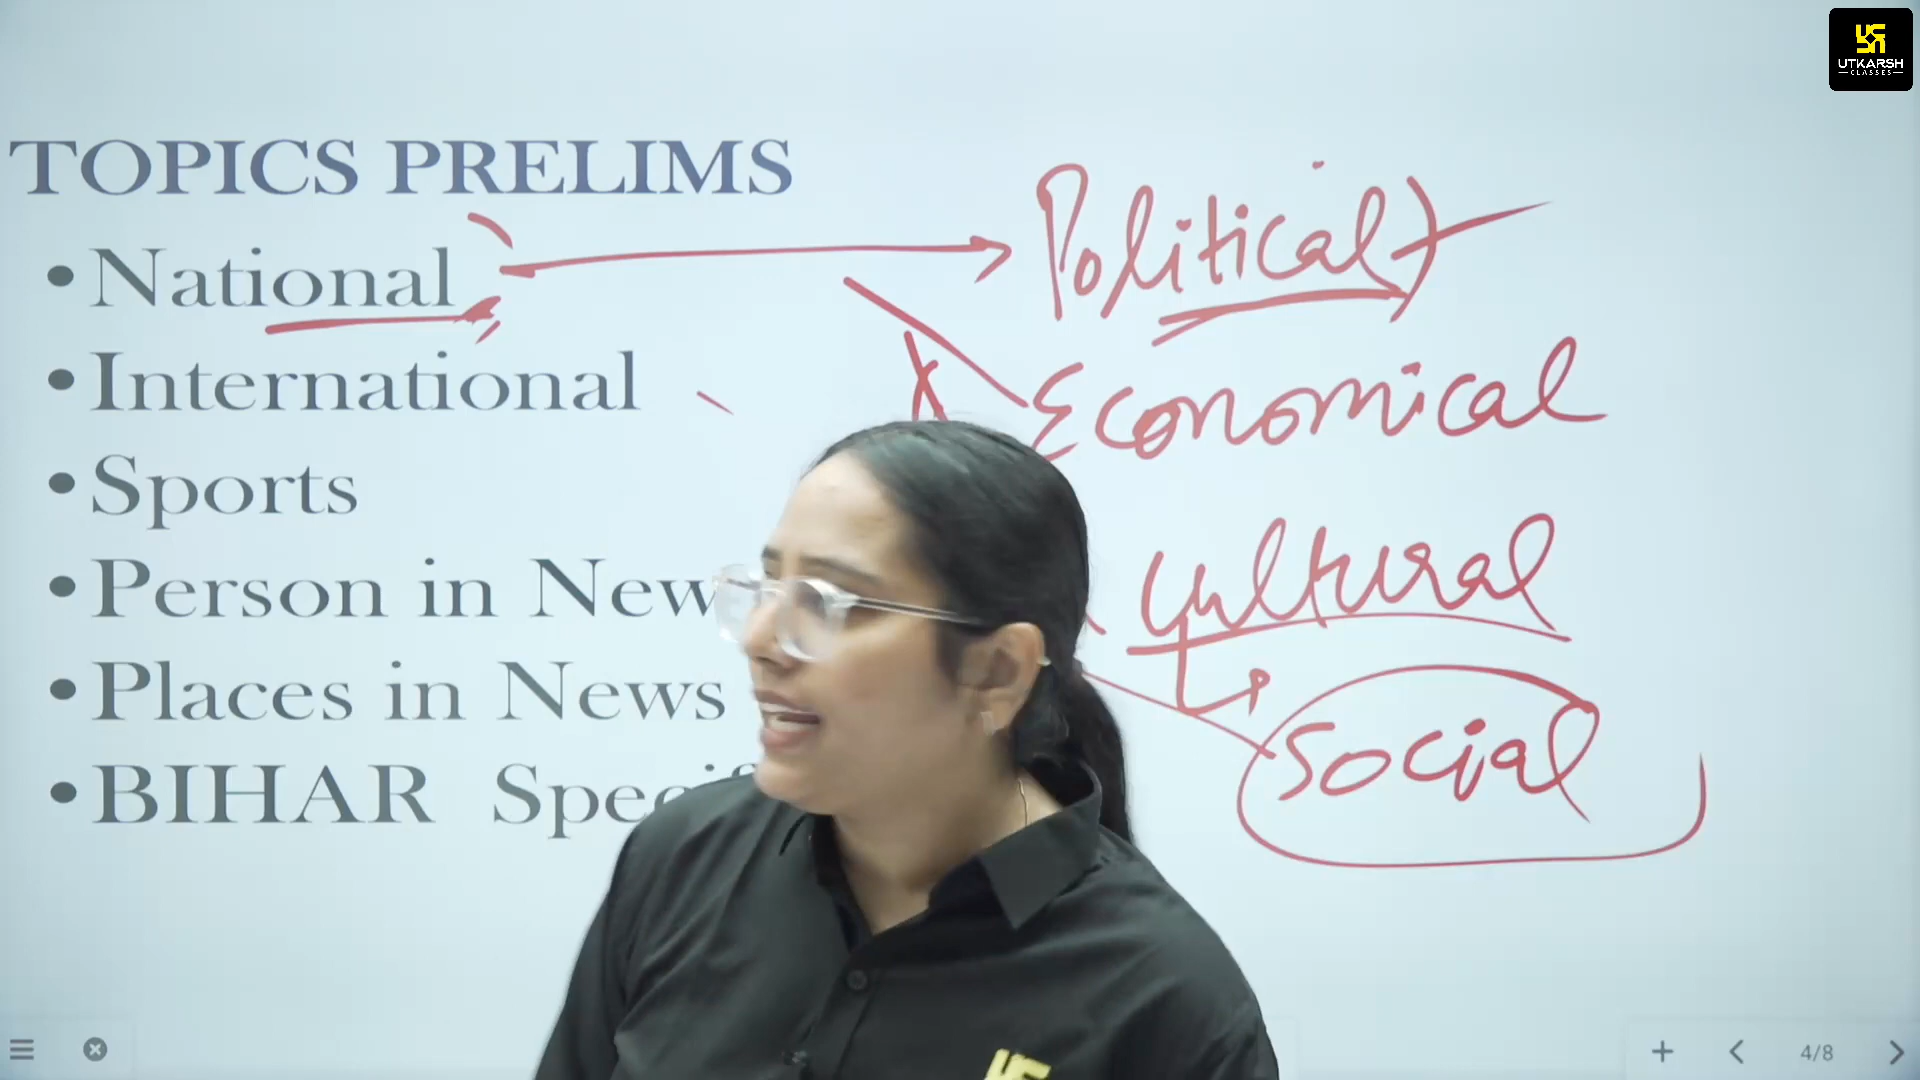 UTKARSH
CLASSES
TOPICS PRELIMS
• National
• International
• Sports
• Person in New
• Places in News
• BIHAR Speci
Political
Economical
Cultural
Social
4/8